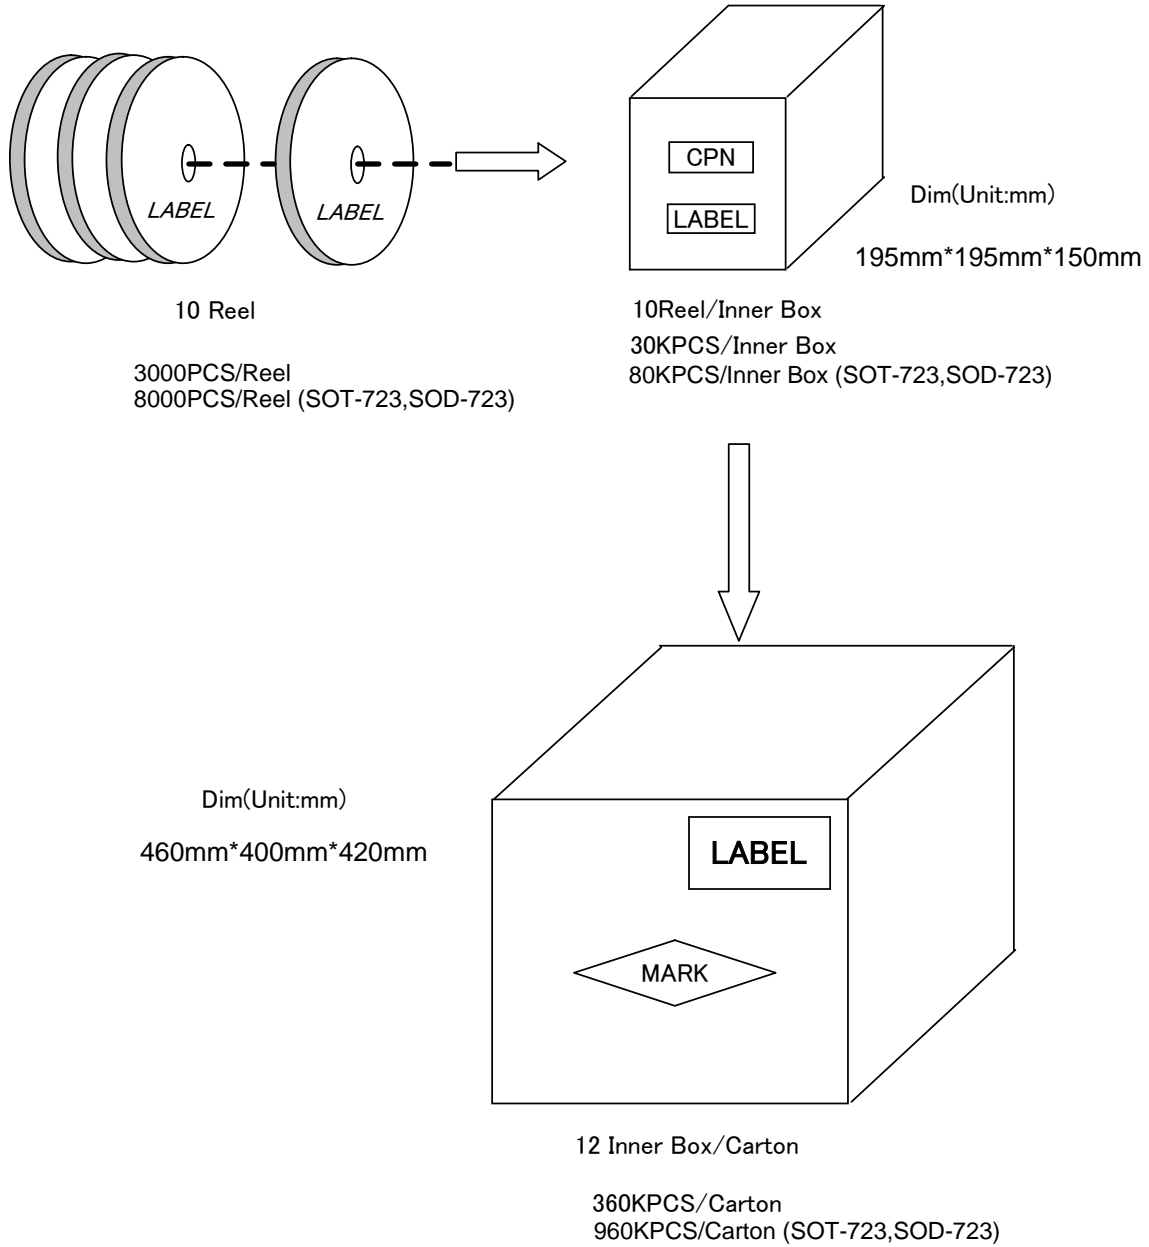 LABEL
LABEL
10 Reel
3000PCS/Reel
8000PCS/Reel (SOT-723,SOD-723)
CPN
LABEL
Dim(Unit:mm)
195mm*195mm*150mm
10Reel/Inner Box
30KPCS/Inner Box
80KPCS/Inner Box (SOT-723,SOD-723)
Dim(Unit:mm)
460mm*400mm*420mm
LABEL
MARK
12 Inner Box/Carton
360KPCS/Carton
960KPCS/Carton (SOT-723,SOD-723)